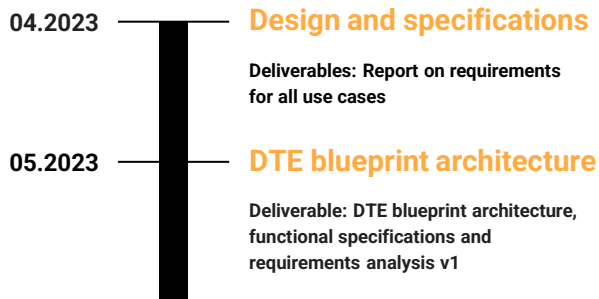 04.2023 Design and specifications
Deliverables: Report on requirements
for all use cases
05.2023 DTE blueprint architecture
Deliverable: DTE blueprint architecture,
functional specifications and
requirements analysis v1